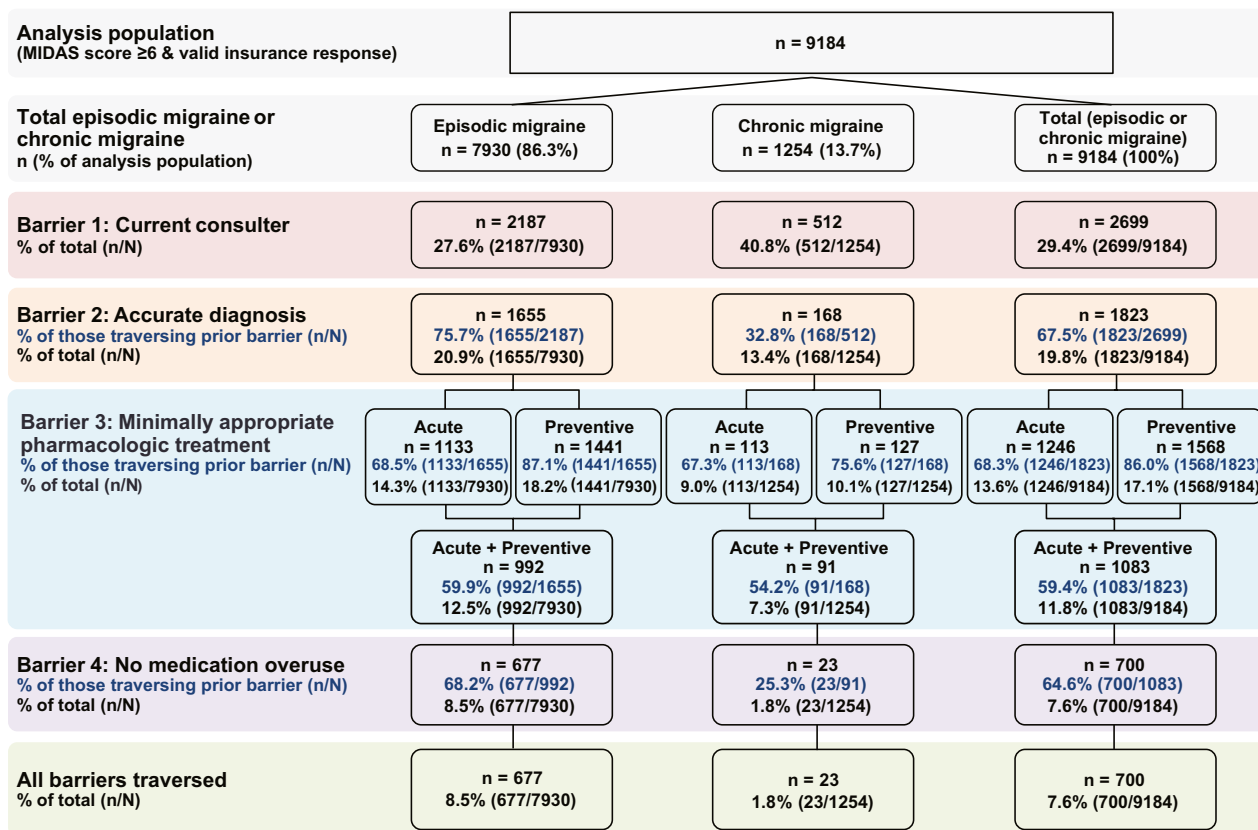 Analysis population
(MIDAS score ≥6 & valid insurance response)
n = 9184
Total episodic migraine or
chronic migraine
n (% of analysis population)
Episodic migraine
n = 7930 (86.3%)
Chronic migraine
n = 1254 (13.7%)
Total (episodic or
chronic migraine)
n = 9184 (100%)
Barrier 1: Current consulter
% of total (n/N)
n = 2187
27.6% (2187/7930)
n = 512
40.8% (512/1254)
n = 2699
29.4% (2699/9184)
Barrier 2: Accurate diagnosis
% of those traversing prior barrier (n/N)
% of total (n/N)
n = 1655
75.7% (1655/2187)
20.9% (1655/7930)
n = 168
32.8% (168/512)
13.4% (168/1254)
n = 1823
67.5% (1823/2699)
19.8% (1823/9184)
Barrier 3: Minimally appropriate
pharmacologic treatment
% of those traversing prior barrier (n/N)
% of total (n/N)
Acute
n = 1133
68.5% (1133/1655)
14.3% (1133/7930)
Preventive
n = 1441
87.1% (1441/1655)
18.2% (1441/7930)
Acute
n = 113
67.3% (113/168)
9.0% (113/1254)
Preventive
n = 127
75.6% (127/168)
10.1% (127/1254)
Acute
n = 1246
68.3% (1246/1823)
13.6% (1246/9184)
Preventive
n = 1568
86.0% (1568/1823)
17.1% (1568/9184)
Acute + Preventive
n = 992
59.9% (992/1655)
12.5% (992/7930)
Acute + Preventive
n = 91
54.2% (91/168)
7.3% (91/1254)
Acute + Preventive
n = 1083
59.4% (1083/1823)
11.8% (1083/9184)
Barrier 4: No medication overuse
% of those traversing prior barrier (n/N)
% of total (n/N)
n = 677
68.2% (677/992)
8.5% (677/7930)
n = 23
25.3% (23/91)
1.8% (23/1254)
n = 700
64.6% (700/1083)
7.6% (700/9184)
All barriers traversed
% of total (n/N)
n = 677
8.5% (677/7930)
n = 23
1.8% (23/1254)
n = 700
7.6% (700/9184)